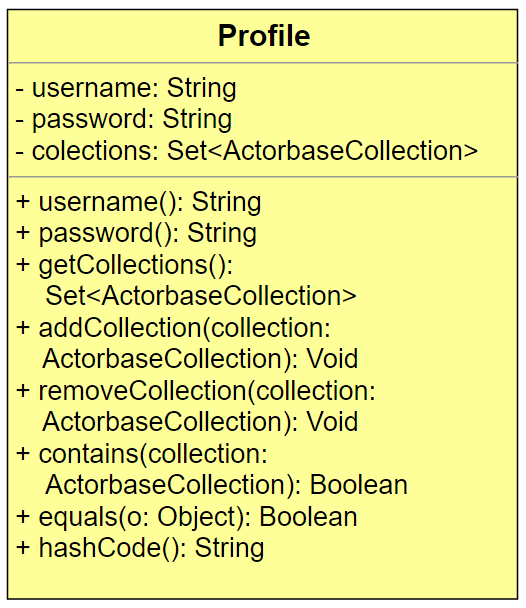 Profile
- username: String
- password: String
- colections: Set<ActorbaseCollection>
+ username(): String
+ password(): String
+ getCollections():
Set<ActorbaseCollection>
+ addCollection(collection:
ActorbaseCollection): Void
+ removeCollection(collection:
ActorbaseCollection): Void
+ contains(collection:
ActorbaseCollection): Boolean
+ equals(o: Object): Boolean
+ hashCode(): String